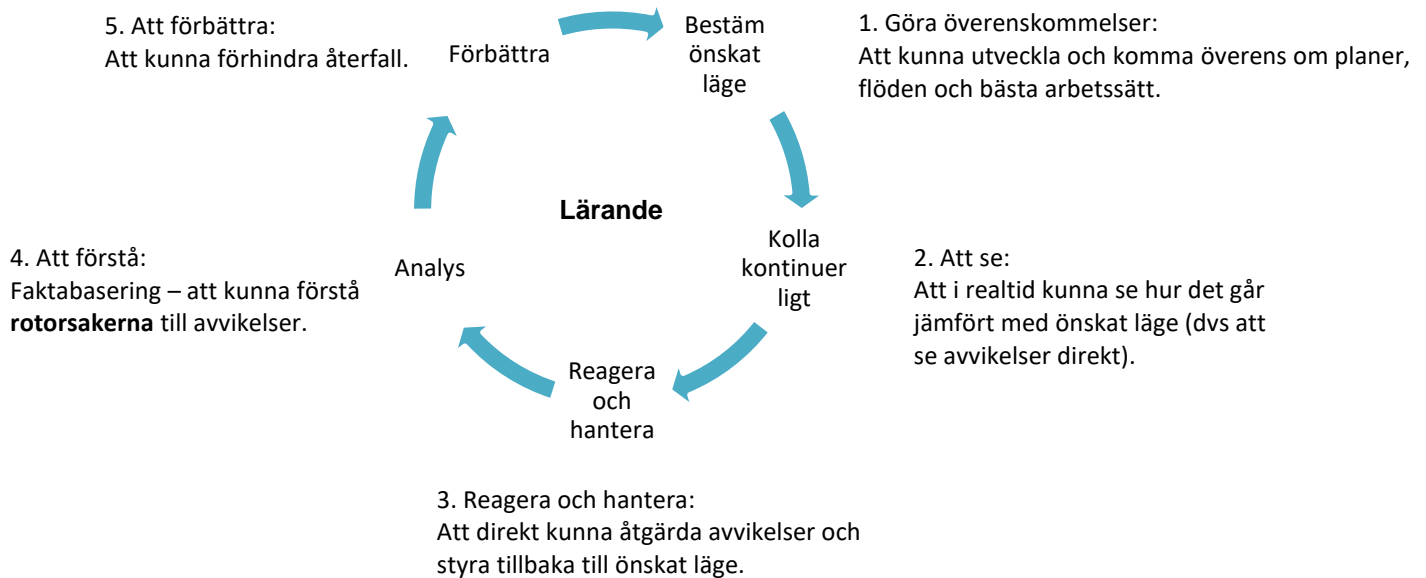 5. Att förbättra:
Att kunna förhindra återfall.
Förbättra
Bestäm
önskat
läge
1. Göra överenskommelser:
Att kunna utveckla och komma överens om planer,
flöden och bästa arbetssätt.
Lärande
Kolla
kontinuer
ligt
2. Att se:
Att i realtid kunna se hur det går
jämfört med önskat läge (dvs att
se avvikelser direkt).
Reagera
och
hantera
3. Reagera och hantera:
Att direkt kunna åtgärda avvikelser och
styra tillbaka till önskat läge.
Analys
4. Att förstå:
Faktabasering – att kunna förstå
rotorsakerna till avvikelser.